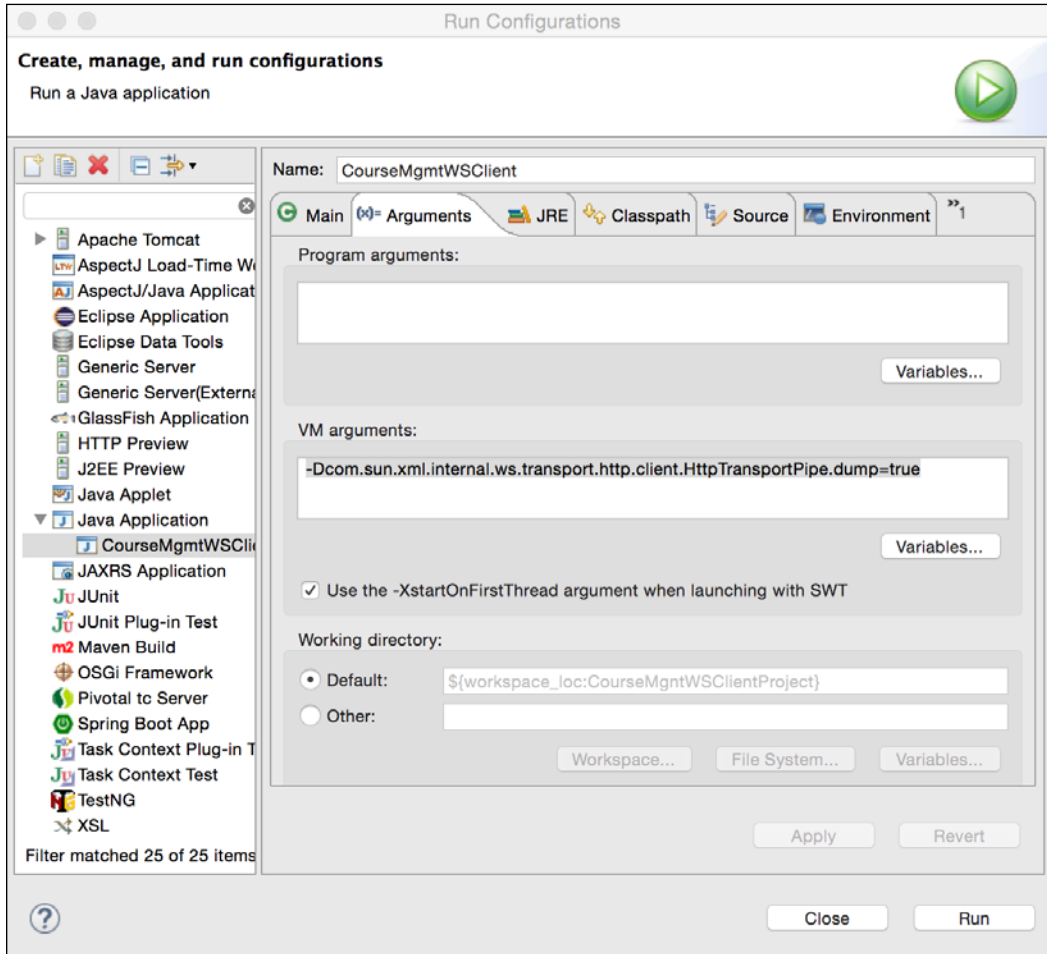 Run Configurations
Create, manage, and run configurations
Run a Java application
Name: CourseMgmtWSClient
Main (x)= Arguments JRE Classpath Source Environment »1
Program arguments:
Variables...
VM arguments:
-Dcom.sun.xml.internal.ws.transport.http.client.HttpTransportPipe.dump=true
Variables...
Use the -XstartOnFirstThread argument when launching with SWT
Working directory:
Default: ${workspace_loc:CourseMgntWSClientProject}
Other:
Workspace... File System... Variables...
Apply Revert
Apache Tomcat
AspectJ Load-Time W
AspectJ/Java Applicat
Eclipse Application
Eclipse Data Tools
Generic Server
Generic Server(Externa
GlassFish Application
HTTP Preview
J2EE Preview
Java Applet
Java Application
CourseMgmtWSCli
JAXRS Application
JUnit
JUnit Plug-in Test
m2 Maven Build
OSGi Framework
Pivotal tc Server
Spring Boot App
Task Context Plug-in T
Task Context Test
TestNG
XSL
Filter matched 25 of 25 items
? Close Run